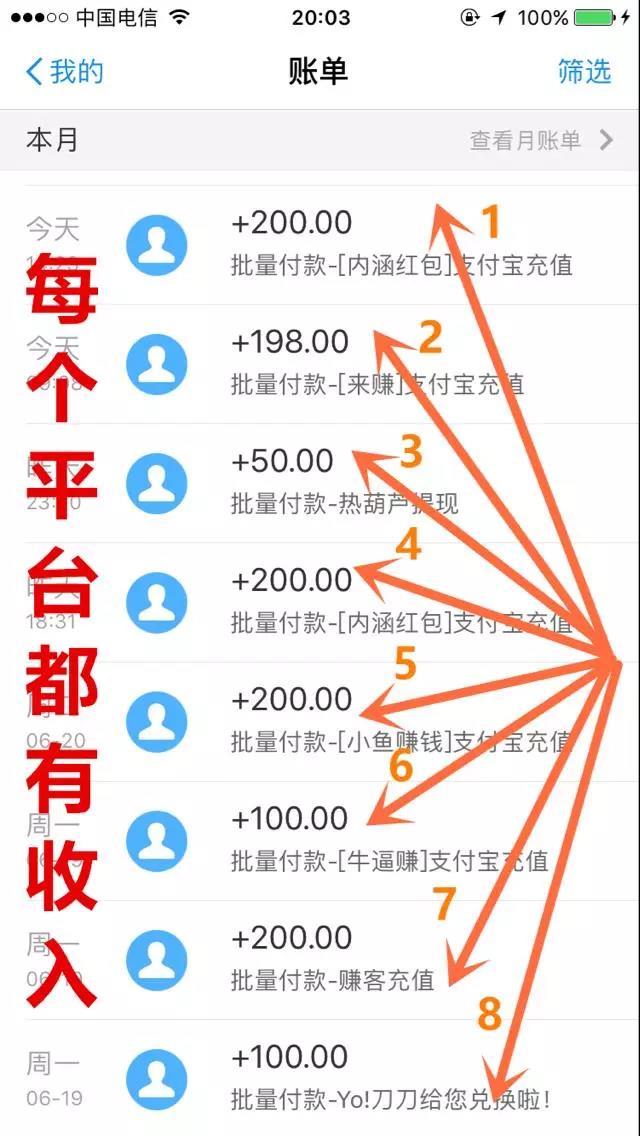 中国电信 20:03 100%
我的 账单 筛选
本月 查看月账单
今天 +200.00 1
批量付款-[内涵红包]支付宝充值
今天 +198.00 2
批量付款-[来赚]支付宝充值
昨天 +50.00 3
批量付款-热葫芦提现
昨天 +200.00 4
18:31 批量付款-[内涵红包]支付宝充值
+200.00 5
06-20 批量付款-[小鱼赚钱]支付宝充值
周一 +100.00 6
批量付款-[牛逼赚]支付宝充值
周一 +200.00 7
06-19 批量付款-赚客充值
周一 +100.00 8
06-19 批量付款-Yo!刀刀给您兑换啦!
每个平台都有收入